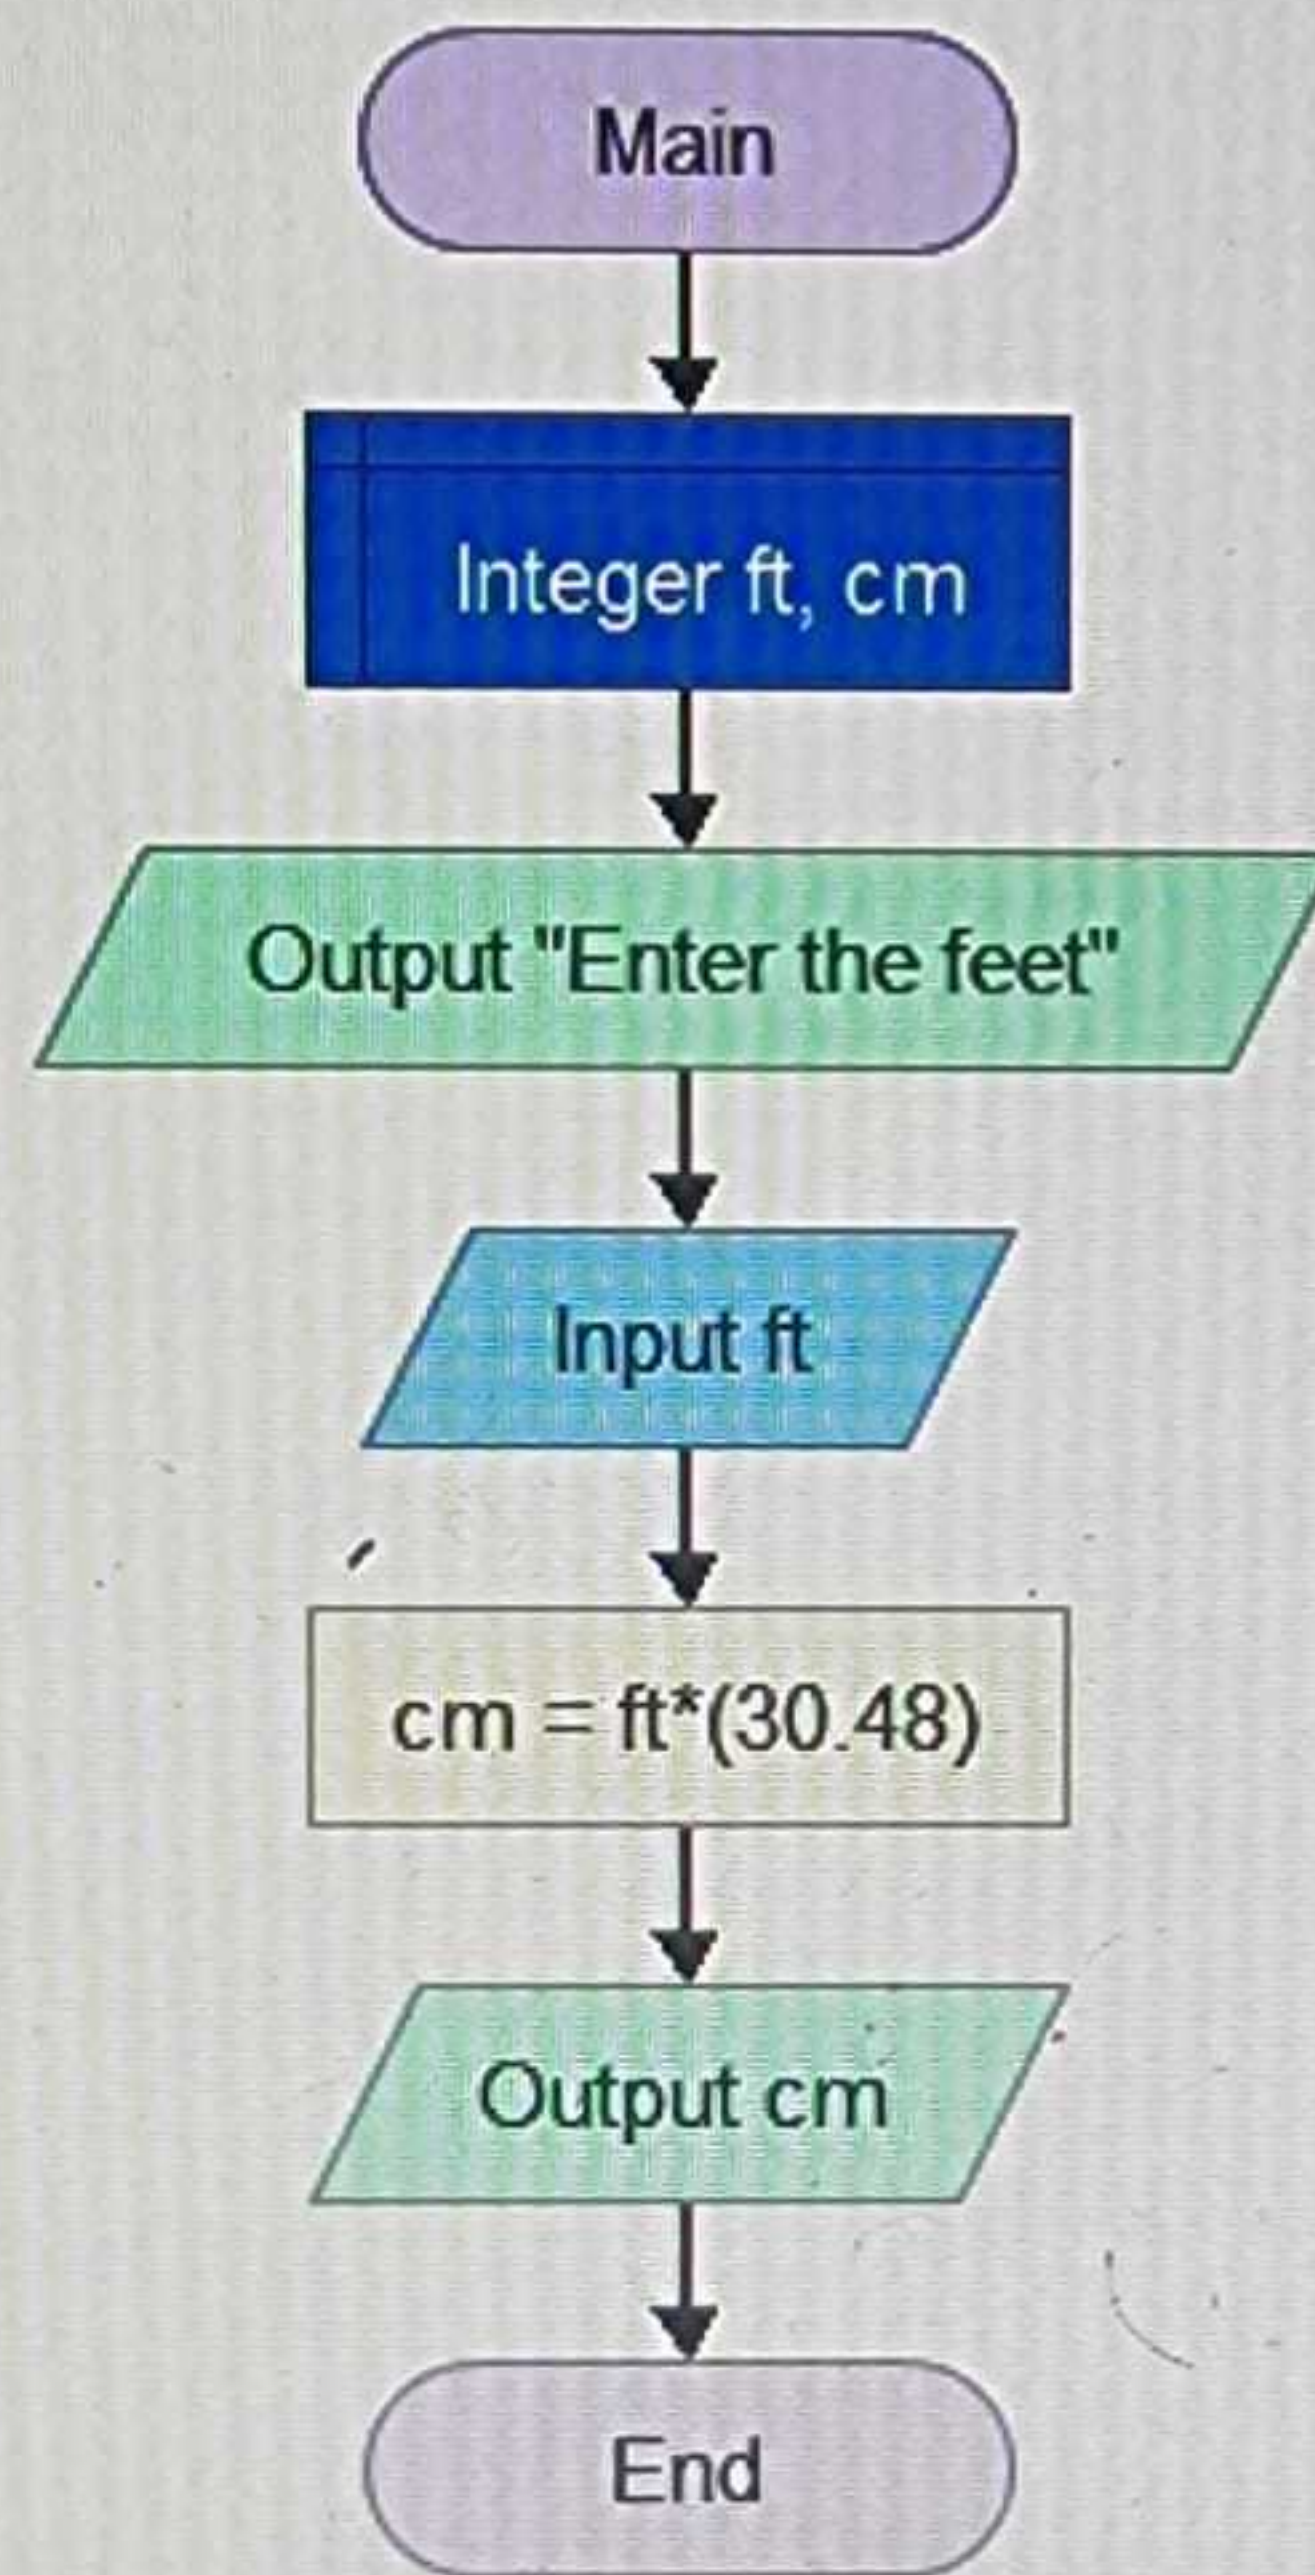 Main
Integer ft, cm
Output "Enter the feet"
Input ft
cm = ft*(30.48)
Output cm
End